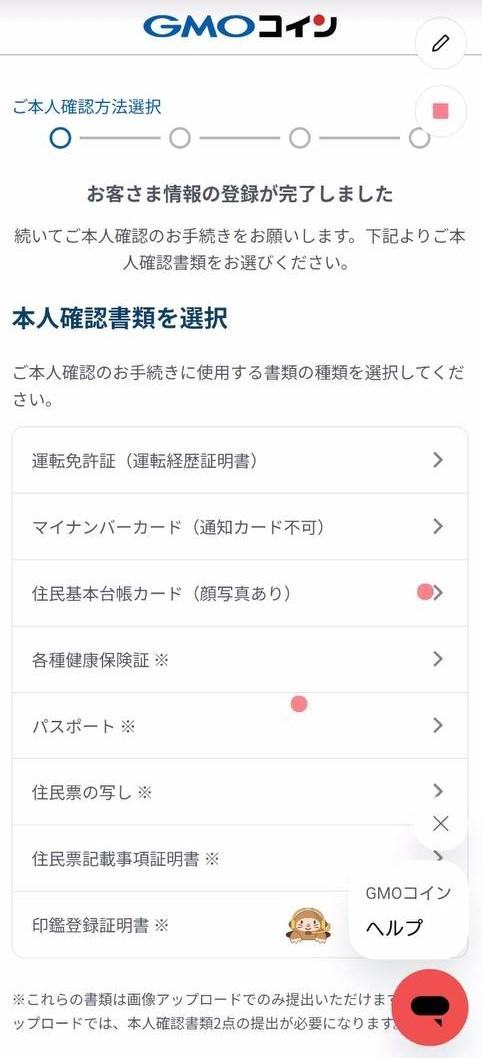 GMOコイン
ご本人確認方法選択
お客さま情報の登録が完了しました
続いてご本人確認のお手続きをお願いします。下記よりご本
人確認書類をお選びください。
本人確認書類を選択
ご本人確認のお手続きに使用する書類の種類を選択してくだ
さい。
運転免許証（運転経歴証明書）
マイナンバーカード（通知カード不可）
住民基本台帳カード（顔写真あり）
各種健康保険証 ※
パスポート ※
住民票の写し ※
住民票記載事項証明書 ※
印鑑登録証明書 ※
GMOコイン
ヘルプ
※これらの書類は画像アップロードでのみ提出いただけま
ップロードでは、本人確認書類2点の提出が必要になります。